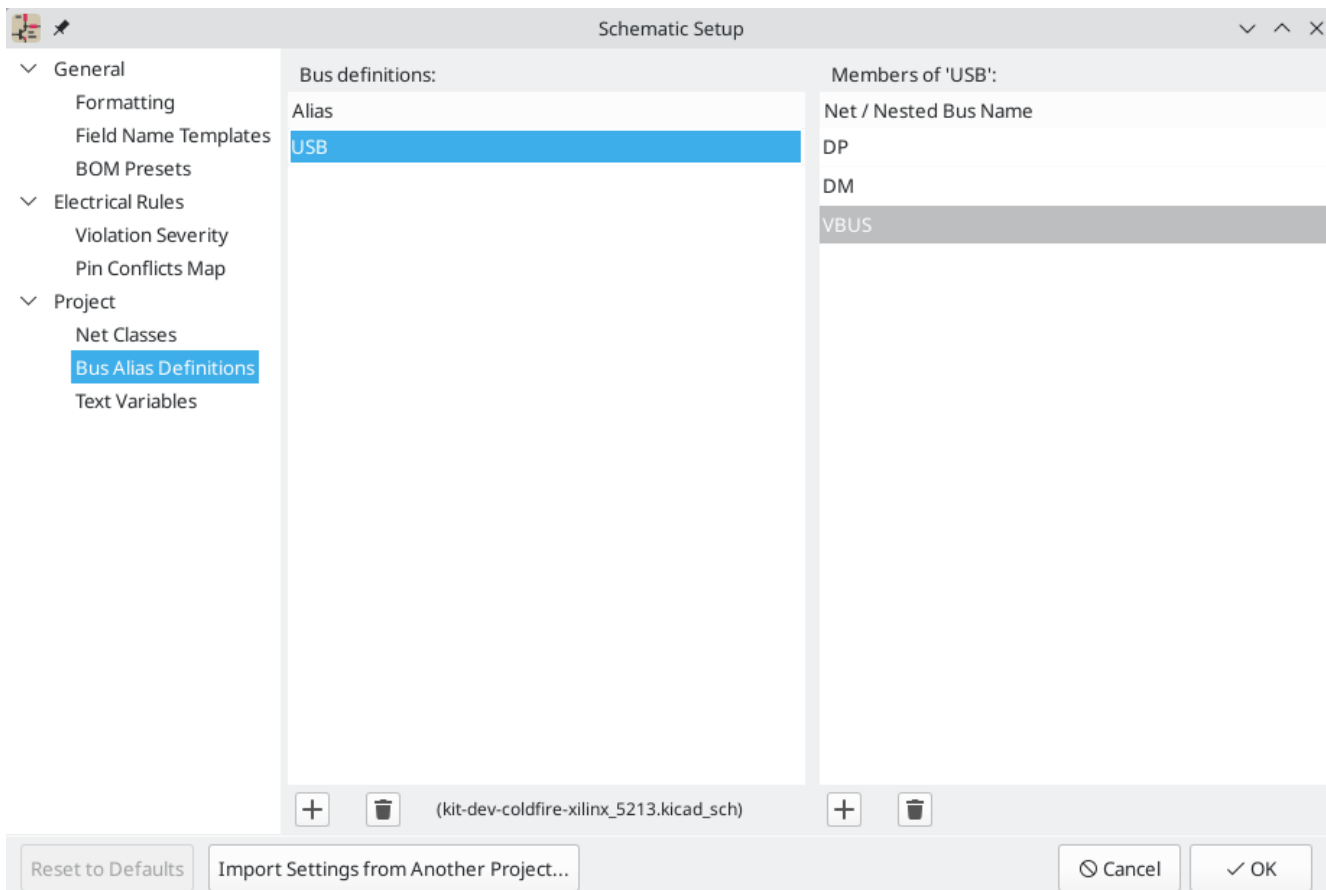 Schematic Setup
General
Formatting
Field Name Templates
BOM Presets
Electrical Rules
Violation Severity
Pin Conflicts Map
Project
Net Classes
Bus Alias Definitions
Text Variables
Bus definitions:
Alias
USB
(kit-dev-coldfire-xilinx_5213.kicad_sch)
Members of 'USB':
Net / Nested Bus Name
DP
DM
VBUS
Reset to Defaults
Import Settings from Another Project...
Cancel
OK